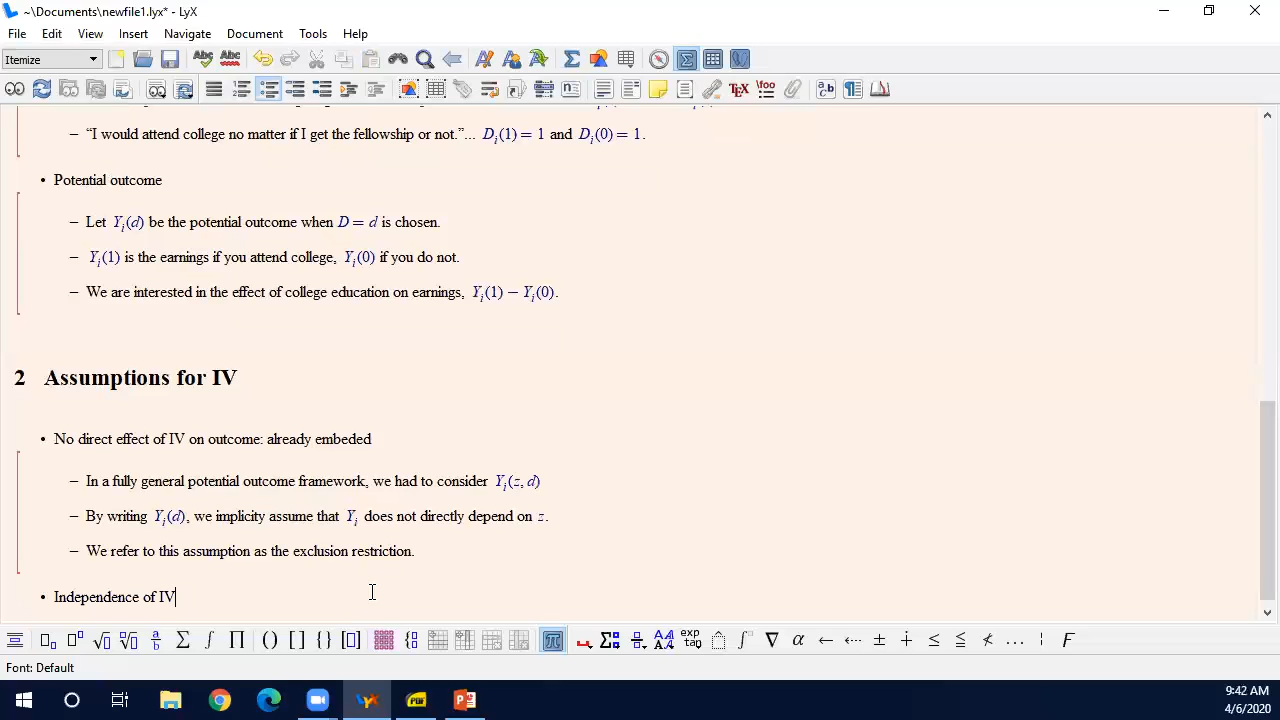 ~\Documents\newfile1.lyx* - LyX
File Edit View Insert Navigate Document Tools Help
Itemize
– “I would attend college no matter if I get the fellowship or not.”... D_i(1) = 1 and D_i(0) = 1.
• Potential outcome
– Let Y_i(d) be the potential outcome when D = d is chosen.
– Y_i(1) is the earnings if you attend college, Y_i(0) if you do not.
– We are interested in the effect of college education on earnings, Y_i(1) − Y_i(0).
2 Assumptions for IV
• No direct effect of IV on outcome: already embeded
– In a fully general potential outcome framework, we had to consider Y_i(z, d)
– By writing Y_i(d), we implicity assume that Y_i does not directly depend on z.
– We refer to this assumption as the exclusion restriction.
• Independence of IV
Font: Default
9:42 AM
4/6/2020